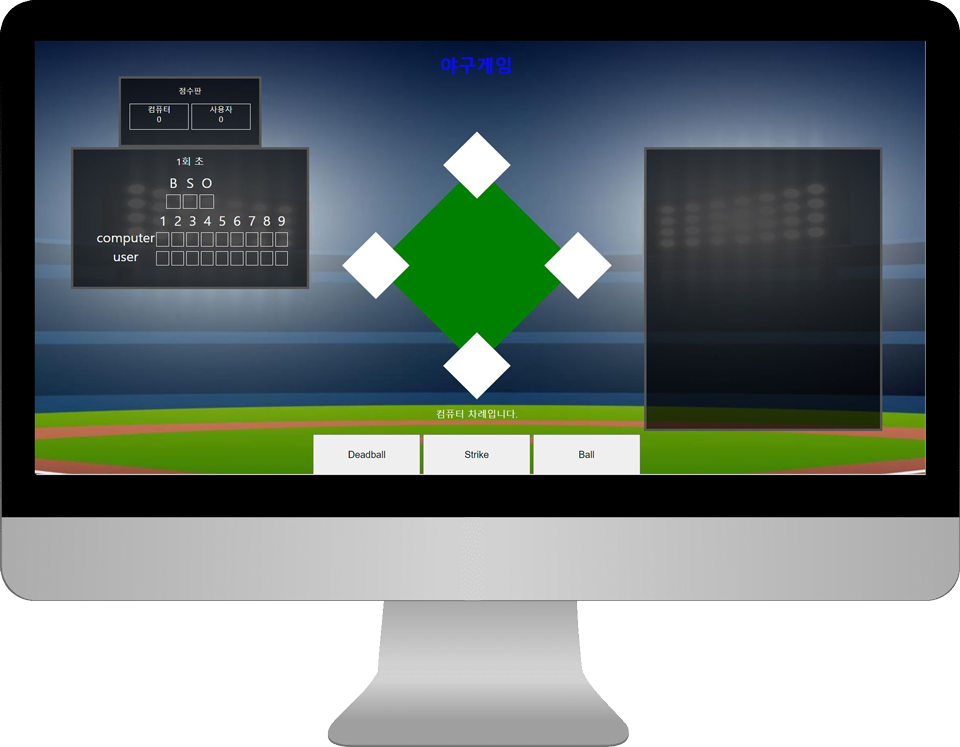 야구게임
점수판
컴퓨터 사용자
0 0
1회 초
B S O
1 2 3 4 5 6 7 8 9
computer
user
컴퓨터 차례입니다.
Deadball Strike Ball